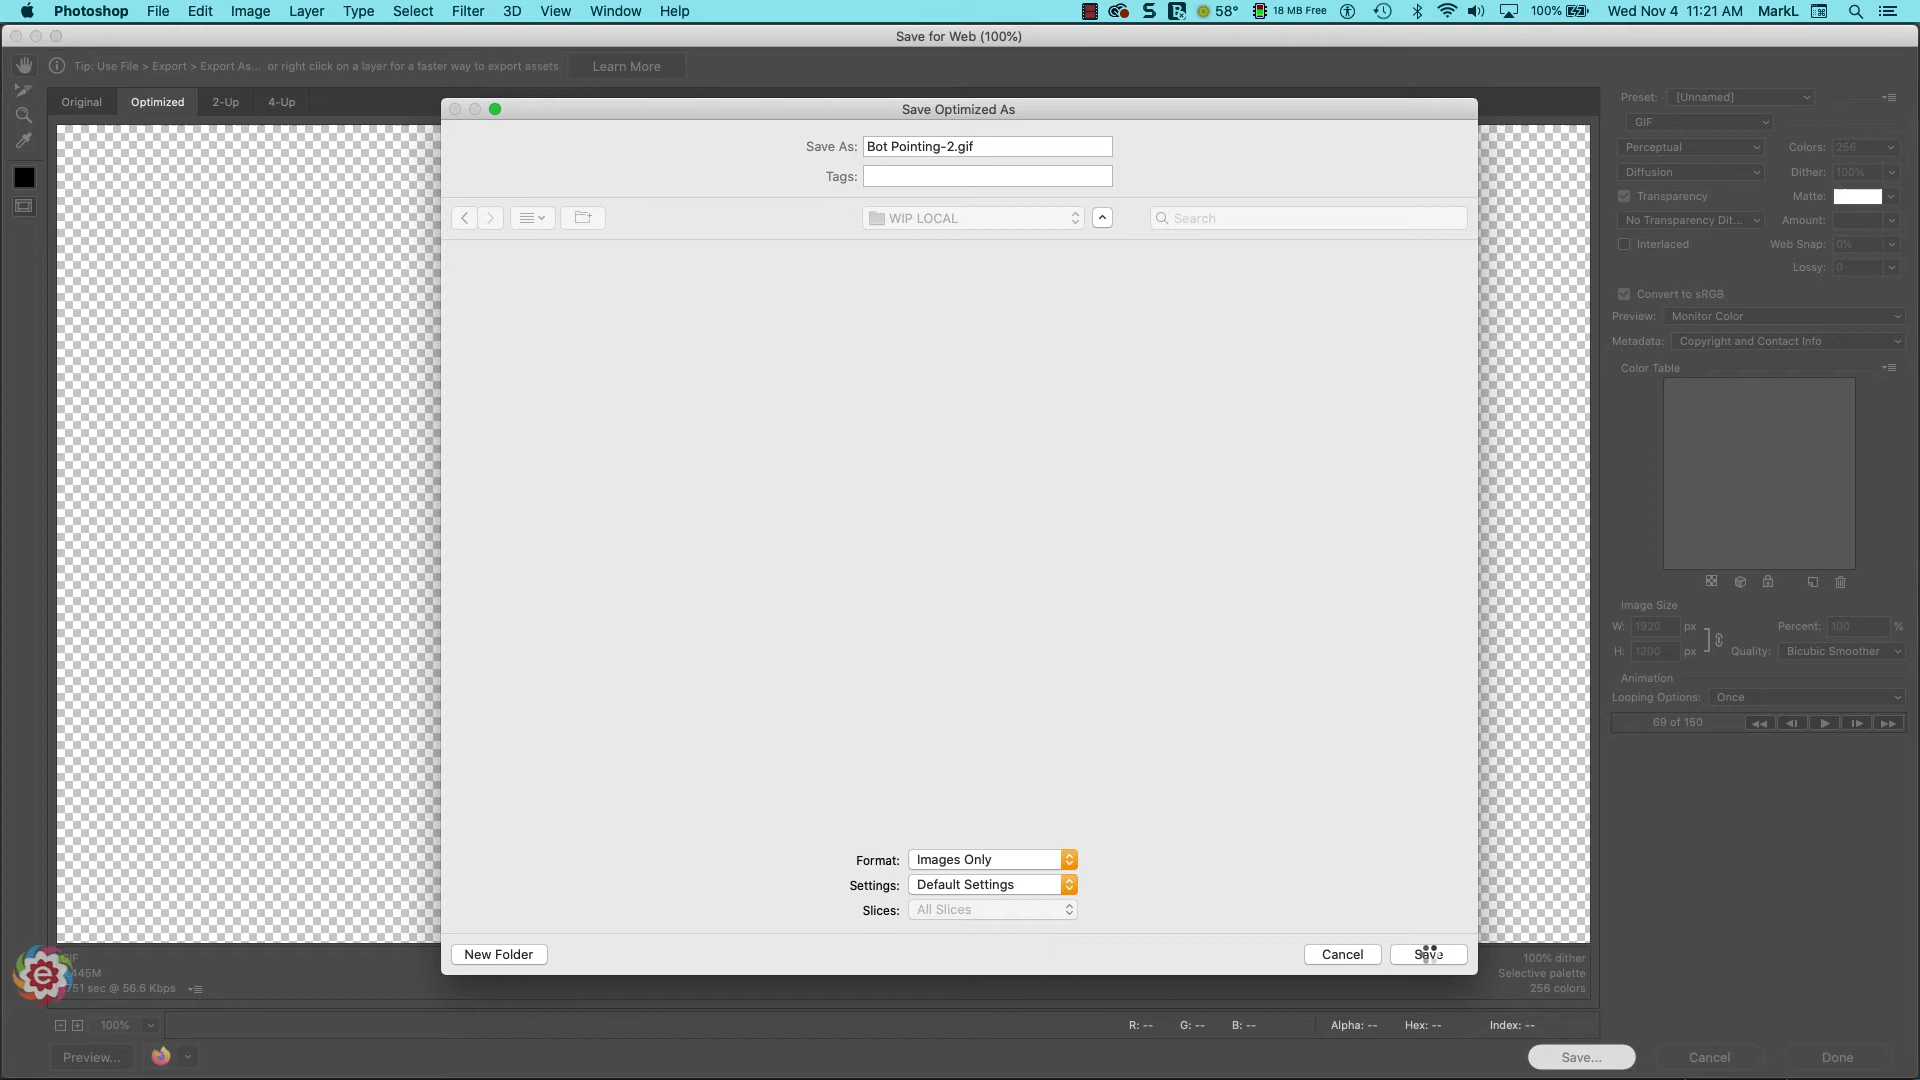 Photoshop File Edit Image Layer Type Select Filter 3D View Window Help 58° 18 MB Free 100% Wed Nov 4 11:21 AM MarkL
Save for Web (100%)
Tip: Use File > Export > Export As... or right click on a layer for a faster way to export assets Learn More
Original Optimized 2-Up 4-Up
Save Optimized As
Save As: Bot Pointing-2.gif
Tags:
WIP LOCAL
Search
Format: Images Only
Settings: Default Settings
Slices: All Slices
New Folder Cancel Save
Preset: [Unnamed]
GIF
Perceptual Colors: 256
Diffusion Dither: 100%
Transparency Matte:
No Transparency Dit... Amount:
Interlaced Web Snap: 0%
Lossy: 0
Convert to sRGB
Preview: Monitor Color
Metadata: Copyright and Contact Info
Color Table
Image Size
W: 1920 px Percent: 100 %
H: 1200 px Quality: Bicubic Smoother
Animation
Looping Options: Once
69 of 150
GIF
445M
751 sec @ 56.6 Kbps
100% dither
Selective palette
256 colors
100% R: -- G: -- B: -- Alpha: -- Hex: -- Index: --
Preview... Save... Cancel Done